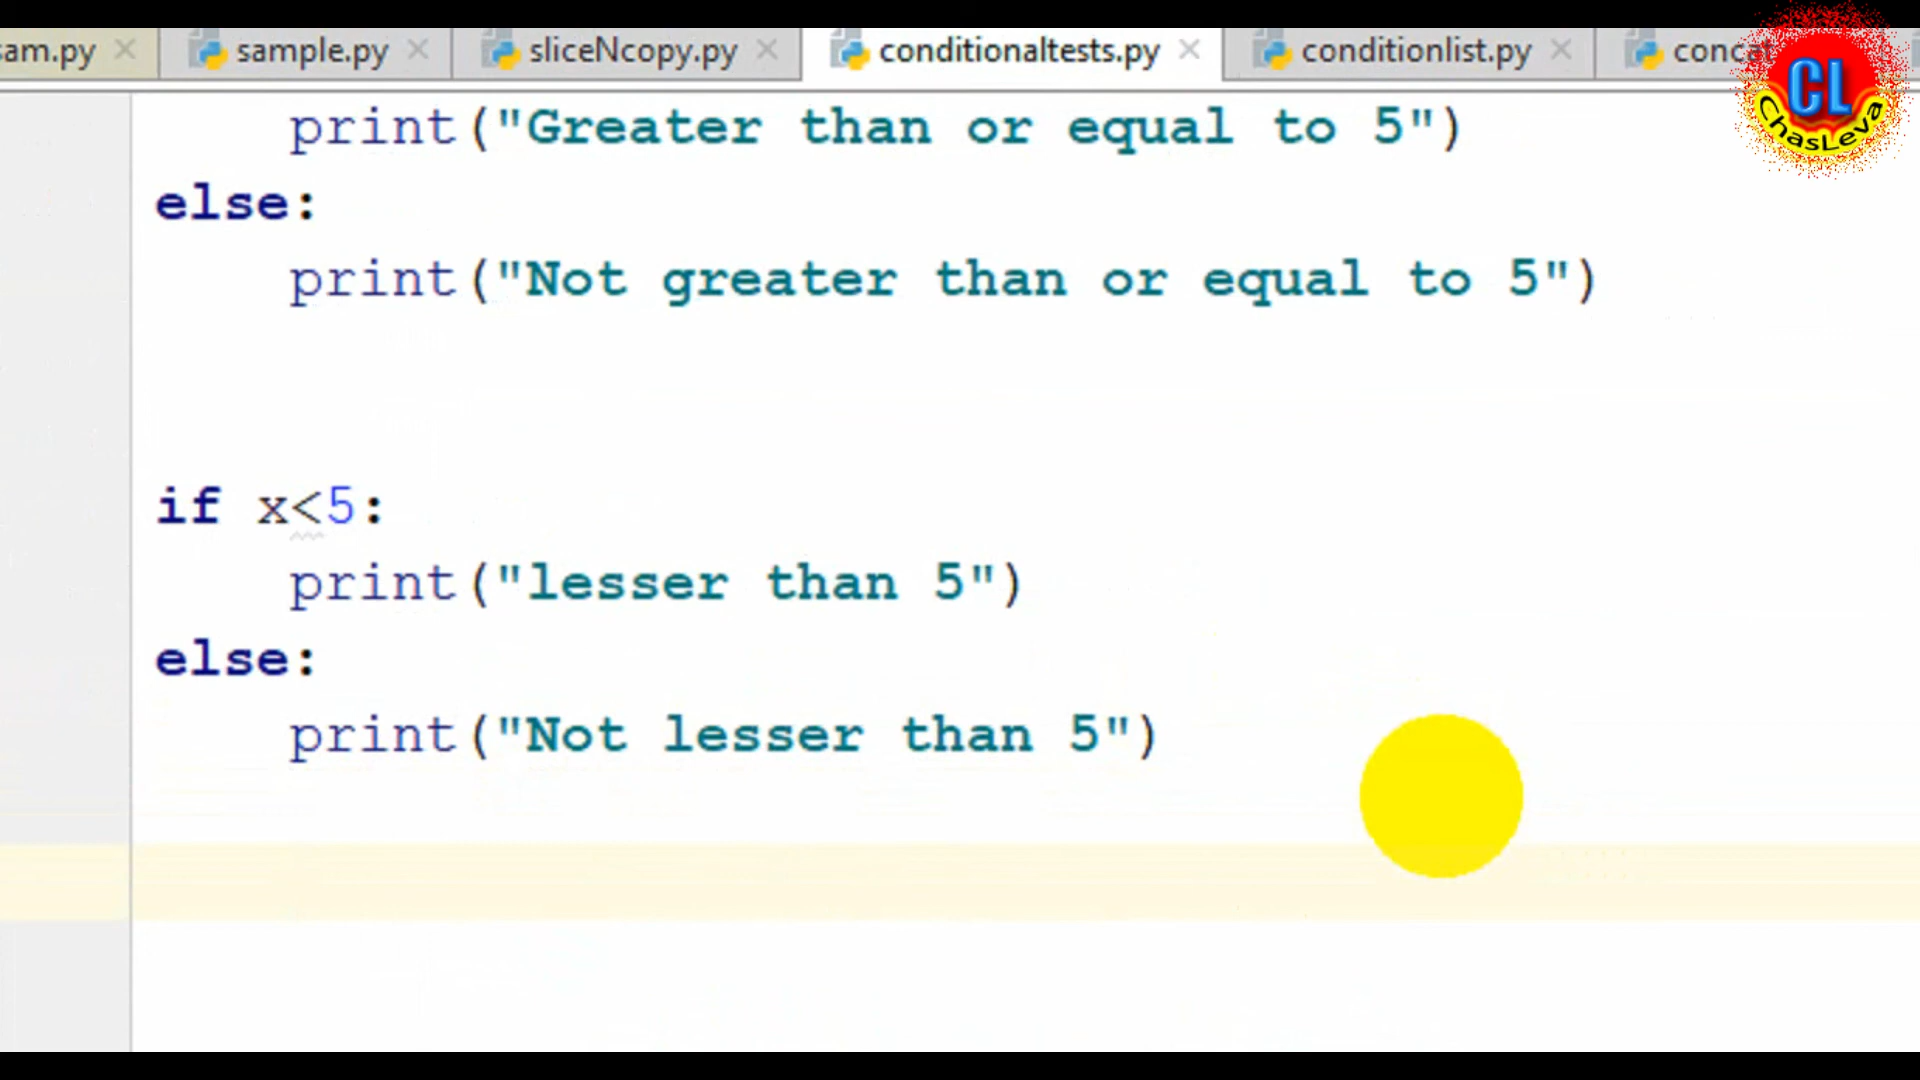 sam.py sample.py sliceNcopy.py conditionaltests.py conditionlist.py
CL
ChasLeva
print("Greater than or equal to 5")
else:
print("Not greater than or equal to 5")
if x<5:
print("lesser than 5")
else:
print("Not lesser than 5")